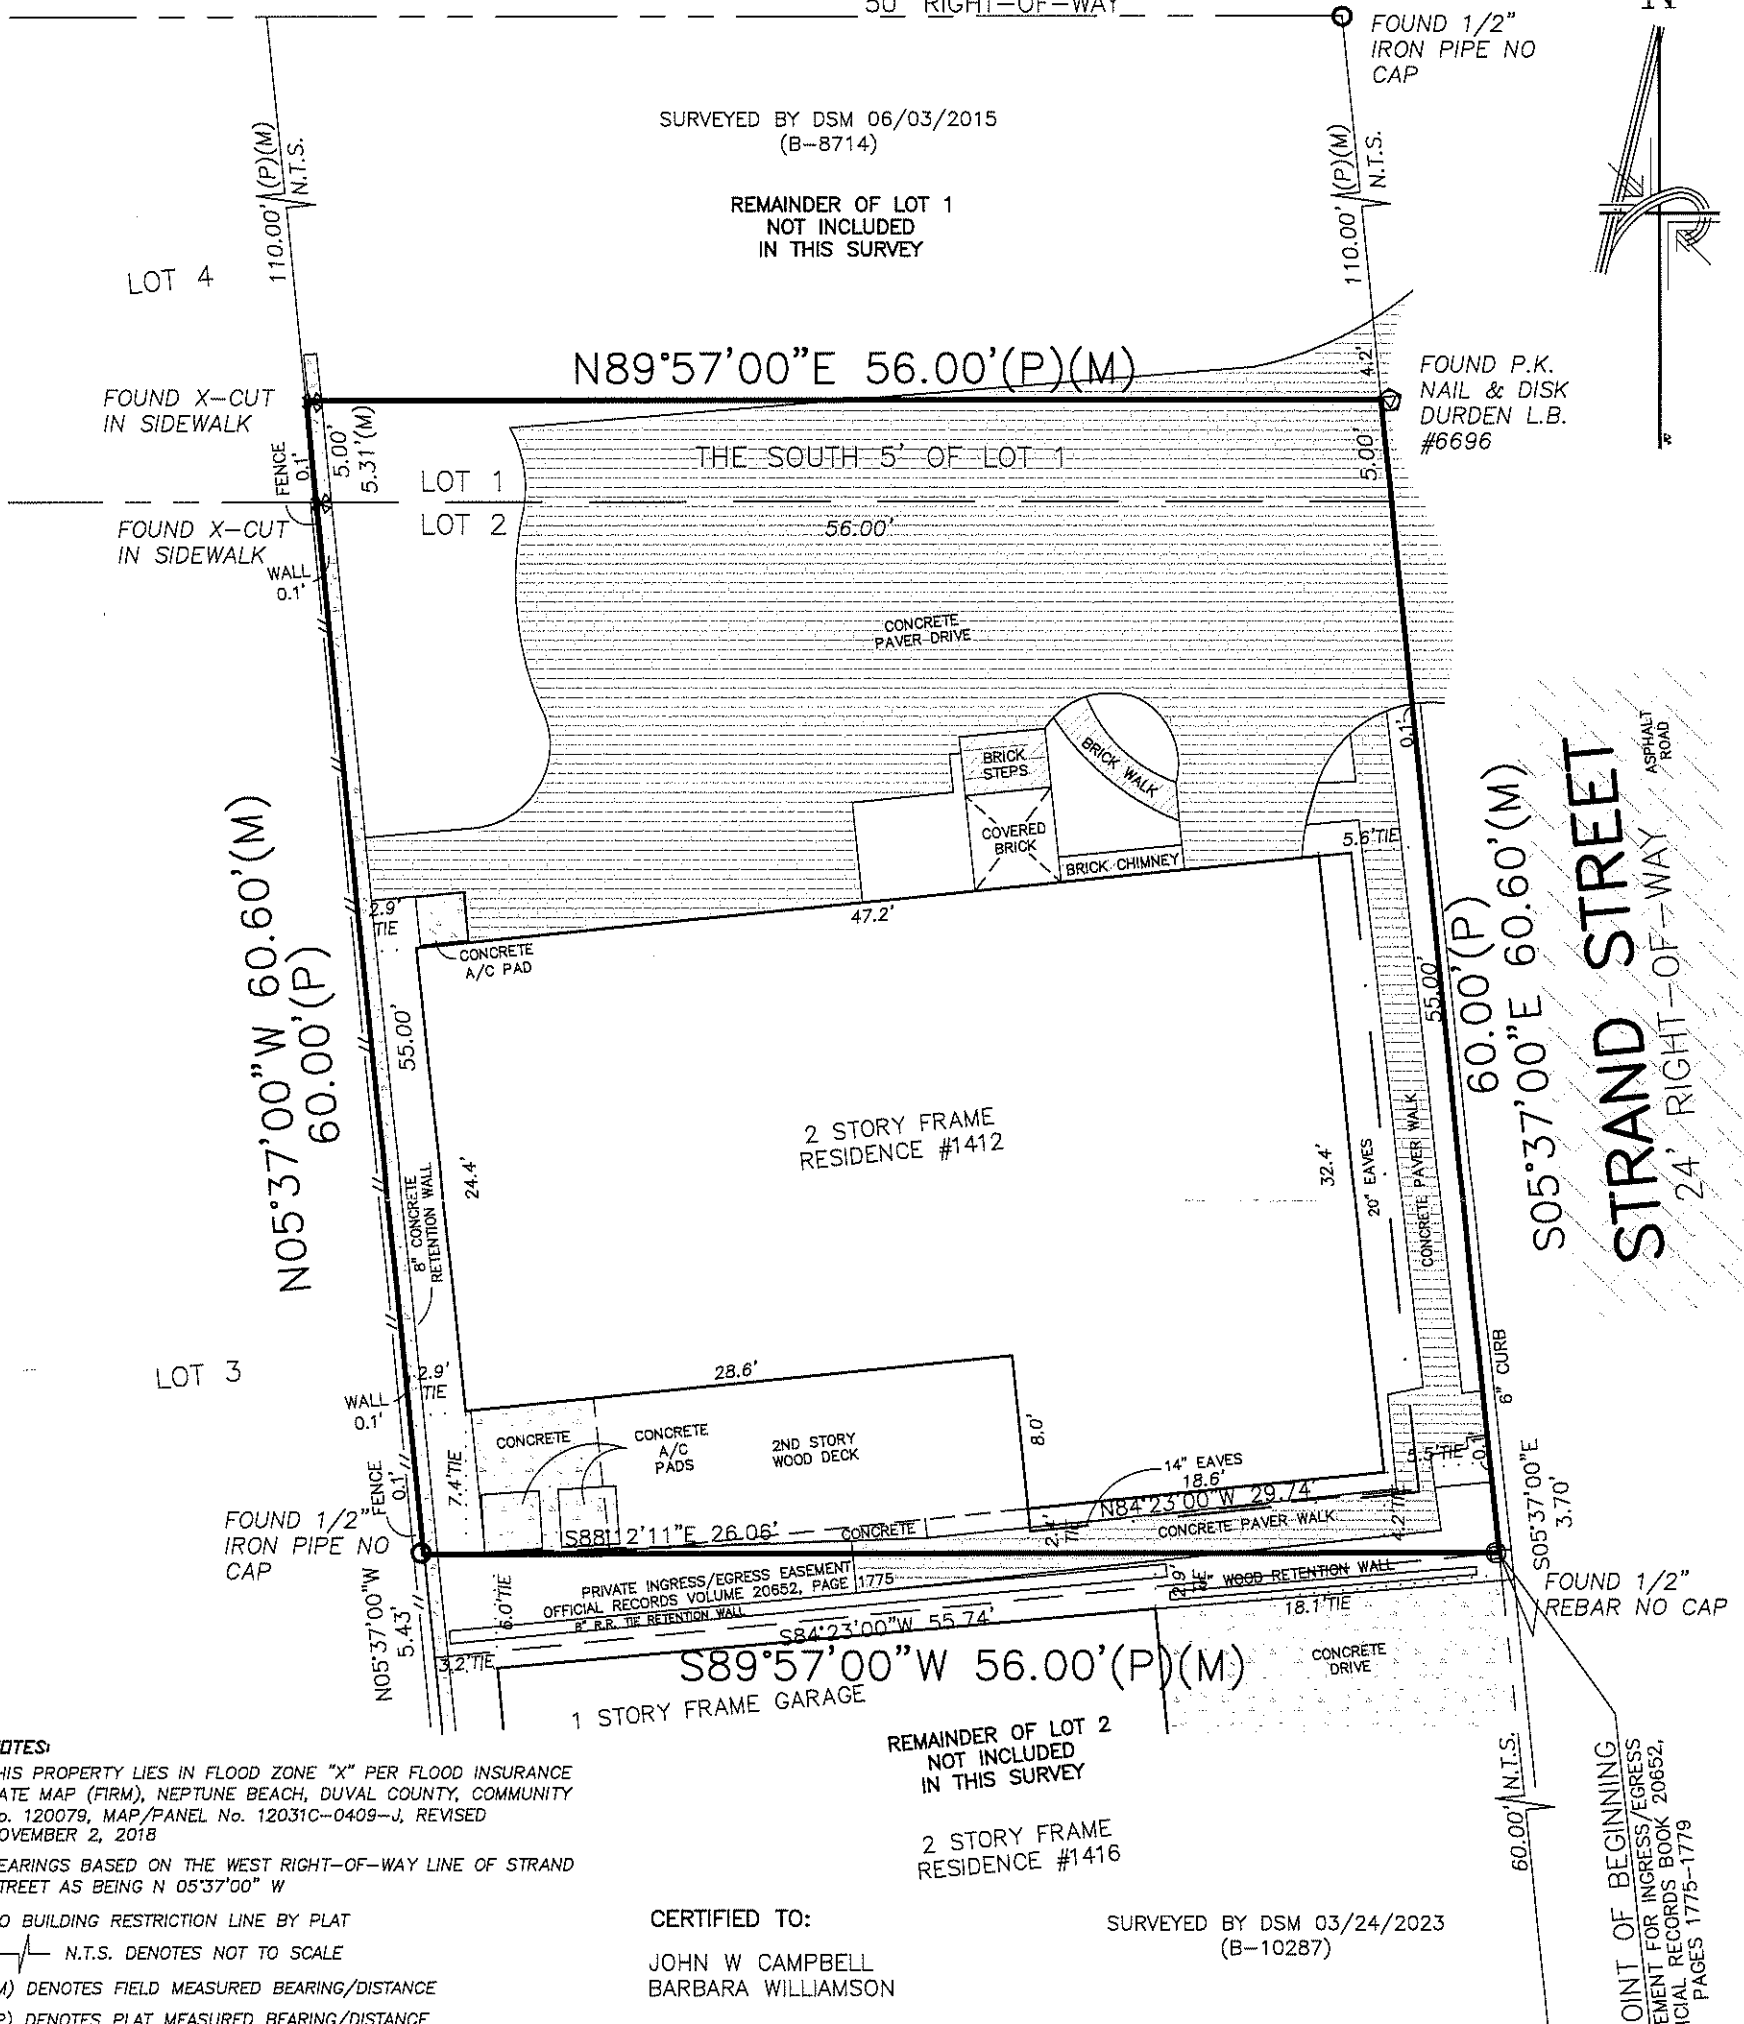 50' RIGHT-OF-WAY
N
FOUND 1/2"
IRON PIPE NO
CAP
SURVEYED BY DSM 06/03/2015
(B-8714)
110.00' (P)(M)
N.T.S.
110.00' (P)(M)
N.T.S.
REMAINDER OF LOT 1
NOT INCLUDED
IN THIS SURVEY
LOT 4
N89°57'00"E 56.00'(P)(M)
4.2'
FOUND P.K.
NAIL & DISK
DURDEN L.B.
#6696
FOUND X-CUT
IN SIDEWALK
FENCE
0.1'
5.00'
5.31'(M)
THE SOUTH 5' OF LOT 1
5.00'
LOT 1
LOT 2
56.00'
FOUND X-CUT
IN SIDEWALK
WALL
0.1'
CONCRETE
PAVER DRIVE
BRICK
STEPS
BRICK WALK
0.1'
ASPHALT
ROAD
COVERED
BRICK
BRICK CHIMNEY
5.6'TIE
47.2'
2.9'
TIE
CONCRETE
A/C PAD
N05°37'00"W 60.60'(M)
60.00'(P)
55.00'
55.00'
60.00'(P)
S05°37'00"E 60.60'(M)
STRAND STREET
24' RIGHT-OF-WAY
2 STORY FRAME
RESIDENCE #1412
24.4'
32.4'
20" EAVES
CONCRETE PAVER WALK
8" CONCRETE
RETENTION WALL
LOT 3
2.9'
TIE
WALL
0.1'
28.6'
6" CURB
CONCRETE
CONCRETE
A/C
PADS
2ND STORY
WOOD DECK
8.0'
14" EAVES
18.6'
5.5'TIE
0.1'
7.4'TIE
FENCE
0.1'
N84°23'00"W 29.74'
S88°12'11"E 26.06'
CONCRETE
2.4'
TIE
CONCRETE PAVER WALK
4.2'TIE
S05°37'00"E
3.70'
FOUND 1/2"
IRON PIPE NO
CAP
PRIVATE INGRESS/EGRESS EASEMENT
OFFICIAL RECORDS VOLUME 20652, PAGE 1775
8" R.R. TIE RETENTION WALL
6.0'TIE
2.9'
TIE
WOOD RETENTION WALL
18.1'TIE
FOUND 1/2"
REBAR NO CAP
N05°37'00"W
5.43'
3.2'TIE
S84°23'00"W 55.74'
S89°57'00"W 56.00'(P)(M)
CONCRETE
DRIVE
1 STORY FRAME GARAGE
REMAINDER OF LOT 2
NOT INCLUDED
IN THIS SURVEY
2 STORY FRAME
RESIDENCE #1416
60.00' N.T.S.
OINT OF BEGINNING
EMENT FOR INGRESS/EGRESS
ICIAL RECORDS BOOK 20652,
PAGES 1775-1779
OTES:
HIS PROPERTY LIES IN FLOOD ZONE "X" PER FLOOD INSURANCE
ATE MAP (FIRM), NEPTUNE BEACH, DUVAL COUNTY, COMMUNITY
o. 120079, MAP/PANEL No. 12031C-0409-J, REVISED
OVEMBER 2, 2018
EARINGS BASED ON THE WEST RIGHT-OF-WAY LINE OF STRAND
TREET AS BEING N 05°37'00" W
O BUILDING RESTRICTION LINE BY PLAT
N.T.S. DENOTES NOT TO SCALE
M) DENOTES FIELD MEASURED BEARING/DISTANCE
P) DENOTES PLAT MEASURED BEARING/DISTANCE
CERTIFIED TO:
JOHN W CAMPBELL
BARBARA WILLIAMSON
SURVEYED BY DSM 03/24/2023
(B-10287)